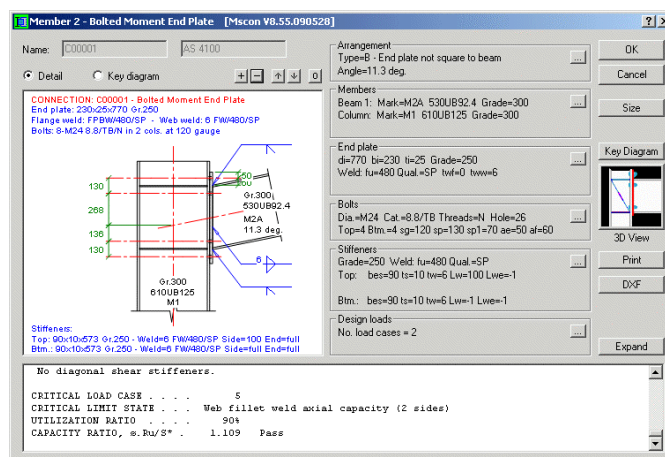 Member 2 - Bolted Moment End Plate [Mscon V8.55.090528]
Name: C00001 AS 4100
Detail Key diagram
0
CONNECTION: C00001 - Bolted Moment End Plate
End plate: 230x25x770 Gr.250
Flange weld: FPBW/480/SP - Web weld: 6 FW/480/SP
Bolts: 8-M24 8.8/TB/N in 2 cols. at 120 gauge
130
268
136
130
50
Gr.300
530UB92.4
M2A
11.3 deg.
6
Gr.300
610UB125
M1
Stiffeners:
Top: 90x10x573 Gr.250 - Weld=6 FW/480/SP Side=100 End=full
Btm.: 90x10x573 Gr.250 - Weld=6 FW/480/SP Side=full End=full
Arrangement
Type=B - End plate not square to beam
Angle=11.3 deg.
...
Members
Beam 1: Mark=M2A 530UB92.4 Grade=300
Column: Mark=M1 610UB125 Grade=300
...
End plate
di=770 bi=230 ti=25 Grade=250
Weld: fu=480 Qual.=SP twf=0 tww=6
...
Bolts
Dia.=M24 Cat.=8.8/TB Threads=N Hole=26
Top=4 Btm.=4 sg=120 sp=130 sp1=70 ae=50 af=60
...
Stiffeners
Grade=250 Weld: fu=480 Qual.=SP
Top: bes=90 ts=10 tw=6 Lw=100 Lwe=-1
Btm.: bes=90 ts=10 tw=6 Lw=-1 Lwe=-1
...
Design loads
No. load cases = 2
...
OK
Cancel
Size
Key Diagram
3D View
Print
DXF
Expand
No diagonal shear stiffeners.
CRITICAL LOAD CASE . . . . 5
CRITICAL LIMIT STATE . . . Web fillet weld axial capacity (2 sides)
UTILIZATION RATIO . . . . 90%
CAPACITY RATIO, ø.Ru/S* . 1.109 Pass